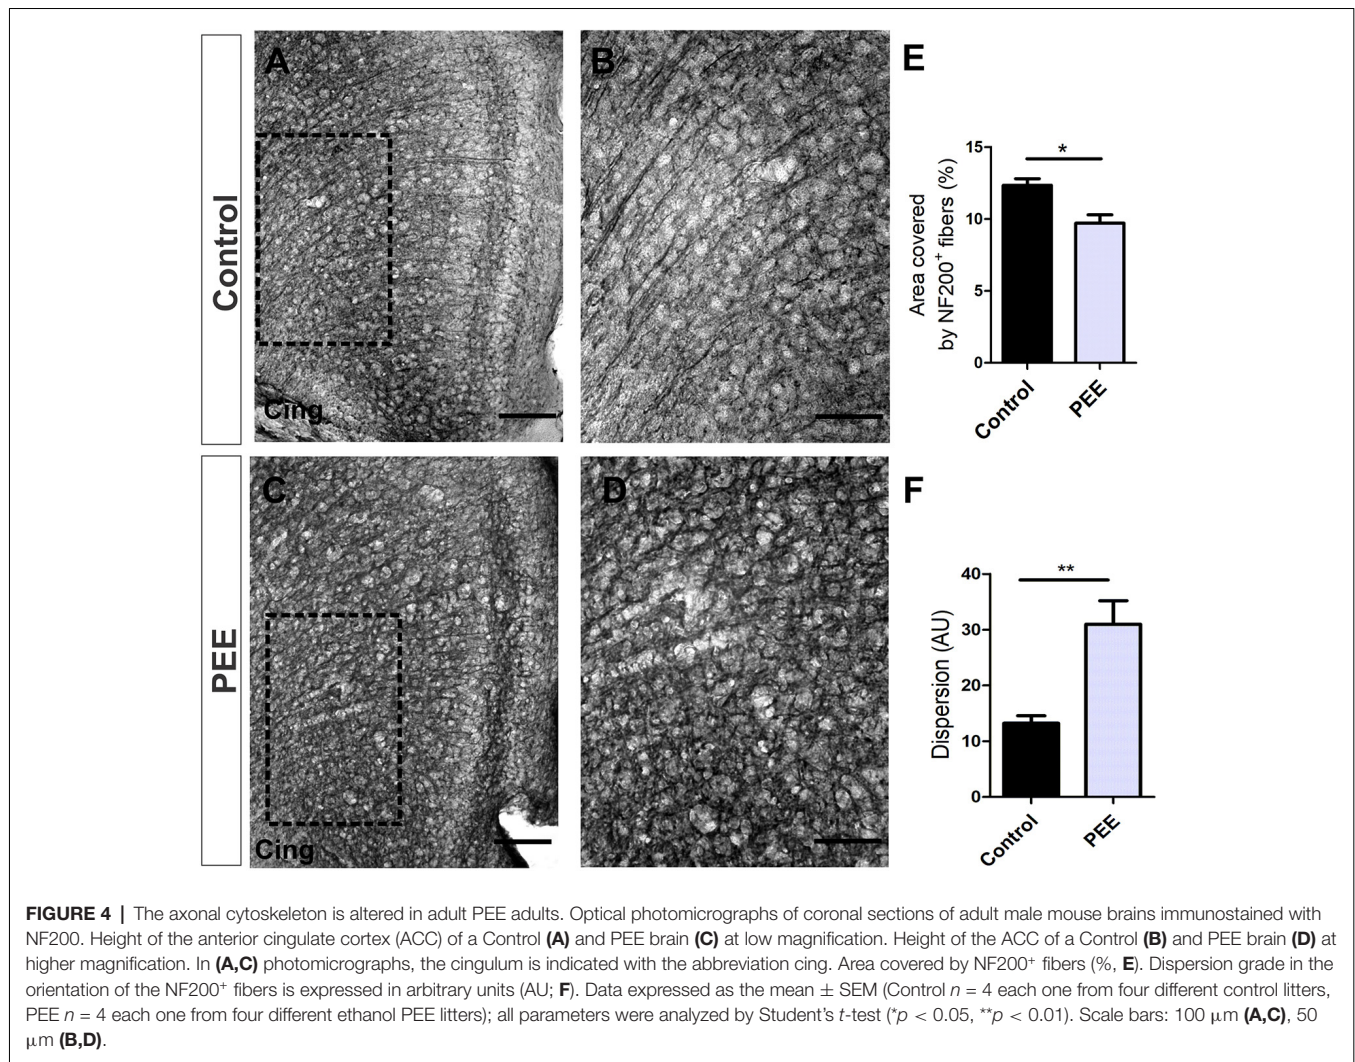 Control
A
Cing
B
E
Area covered
by NF200+ fibers (%)
15
10
5
0
*
Control
PEE
PEE
C
Cing
D
F
Dispersion (AU)
40
30
20
10
0
**
Control
PEE
FIGURE 4 | The axonal cytoskeleton is altered in adult PEE adults. Optical photomicrographs of coronal sections of adult male mouse brains immunostained with
NF200. Height of the anterior cingulate cortex (ACC) of a Control (A) and PEE brain (C) at low magnification. Height of the ACC of a Control (B) and PEE brain (D) at
higher magnification. In (A,C) photomicrographs, the cingulum is indicated with the abbreviation cing. Area covered by NF200+ fibers (%, E). Dispersion grade in the
orientation of the NF200+ fibers is expressed in arbitrary units (AU; F). Data expressed as the mean ± SEM (Control n = 4 each one from four different control litters,
PEE n = 4 each one from four different ethanol PEE litters); all parameters were analyzed by Student's t-test (*p < 0.05, **p < 0.01). Scale bars: 100 μm (A,C), 50
μm (B,D).